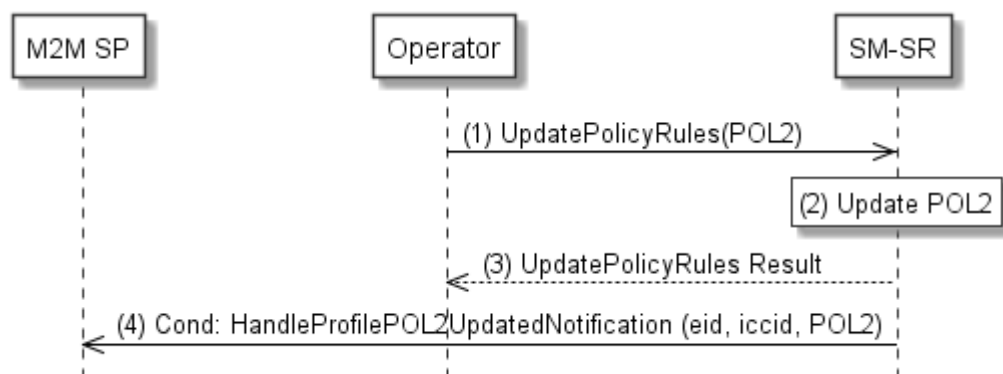 M2M SP
Operator
SM-SR
(1) UpdatePolicyRules(POL2)
(2) Update POL2
(3) UpdatePolicyRules Result
(4) Cond: HandleProfilePOL2UpdatedNotification (eid, iccid, POL2)